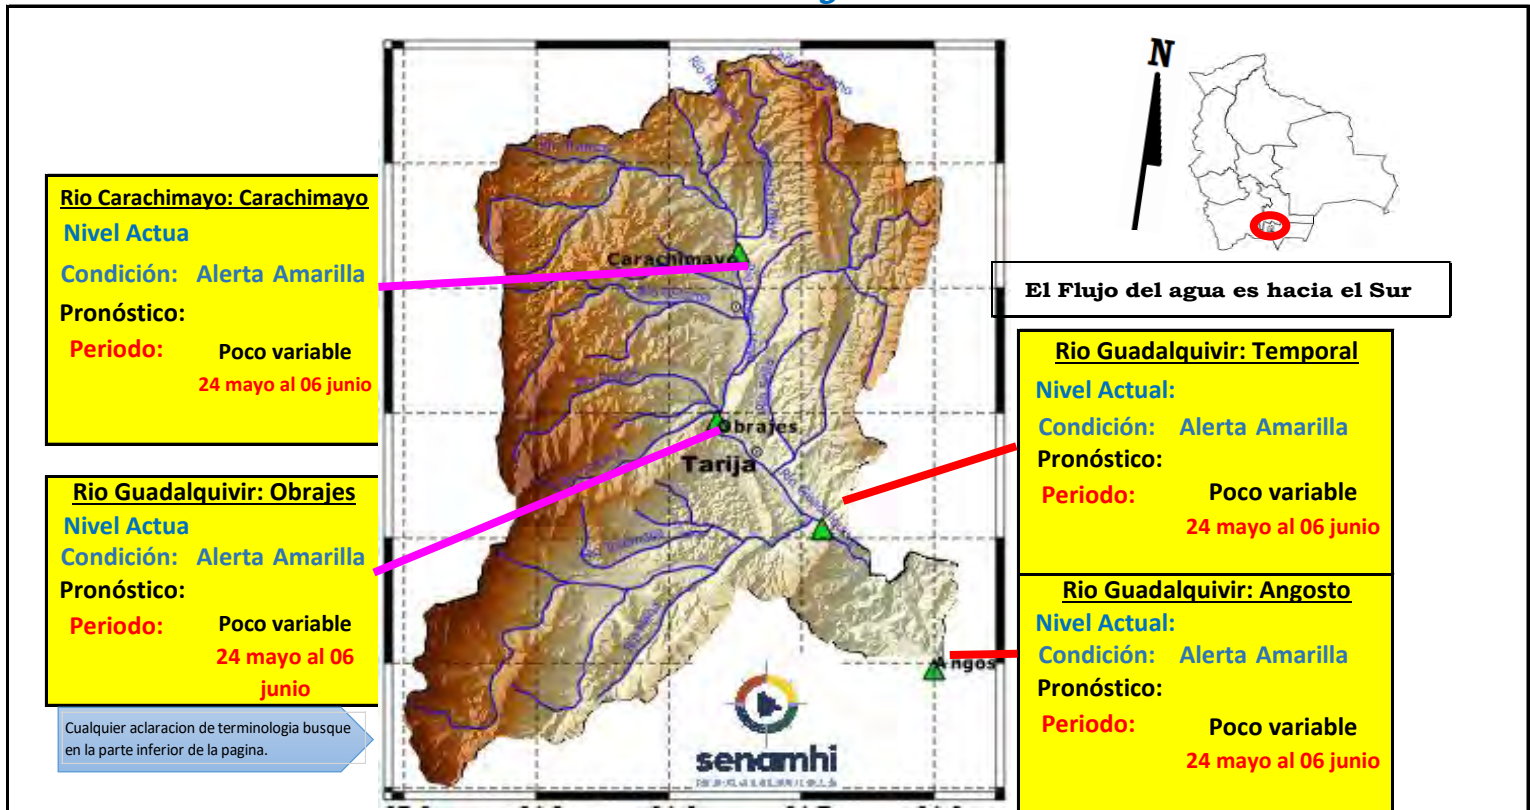 Rio Carachimayo: Carachimayo
Nivel Actua
Condición: Alerta Amarilla
Pronóstico:
Periodo: Poco variable
24 mayo al 06 junio
Rio Guadalquivir: Obrajes
Nivel Actua
Condición: Alerta Amarilla
Pronóstico:
Periodo: Poco variable
24 mayo al 06
junio
Cualquier aclaracion de terminologia busque
en la parte inferior de la pagina.
Carachimayo
Obrajes
Tarija
Angos
senamhi
N
El Flujo del agua es hacia el Sur
Rio Guadalquivir: Temporal
Nivel Actual:
Condición: Alerta Amarilla
Pronóstico:
Periodo: Poco variable
24 mayo al 06 junio
Rio Guadalquivir: Angosto
Nivel Actual:
Condición: Alerta Amarilla
Pronóstico:
Periodo: Poco variable
24 mayo al 06 junio